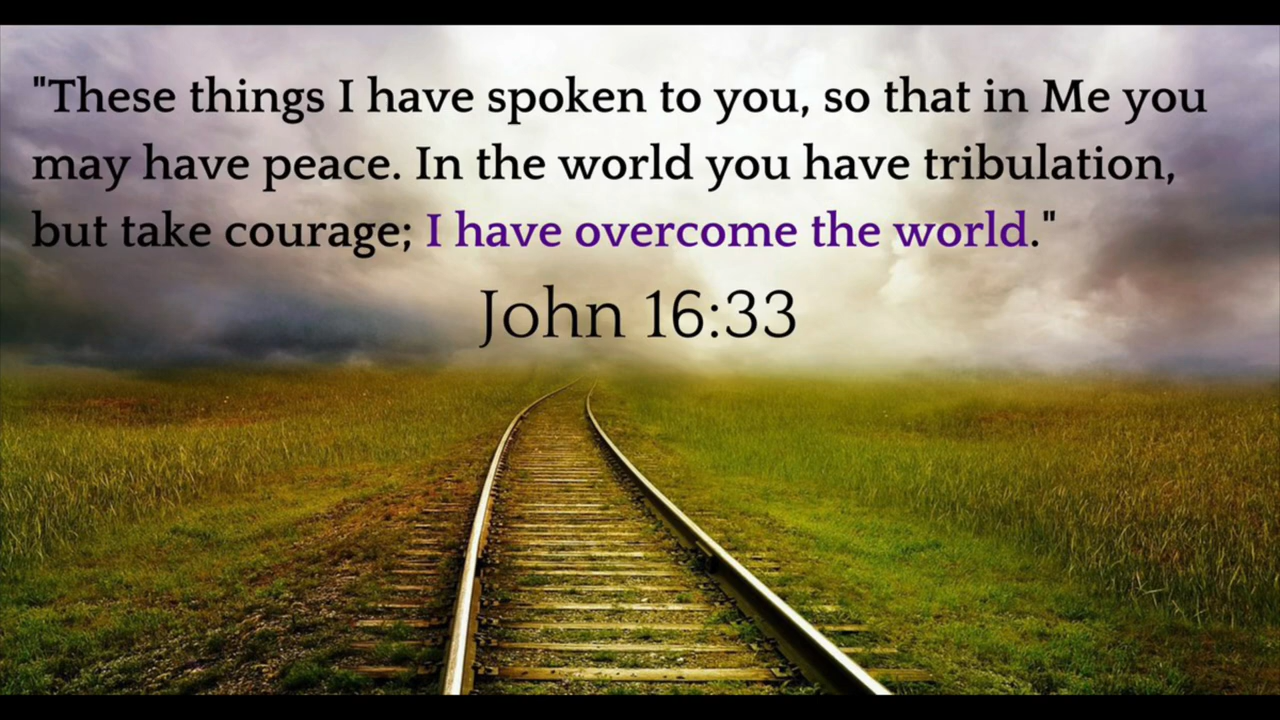 "These things I have spoken to you, so that in Me you
may have peace. In the world you have tribulation,
but take courage; I have overcome the world."
John 16:33